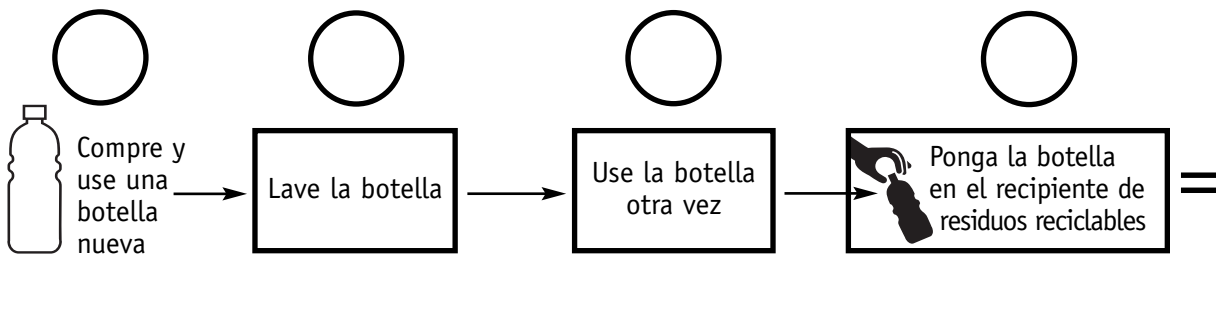 Compre y
use una
botella
nueva
Lave la botella
Use la botella
otra vez
Ponga la botella
en el recipiente de
residuos reciclables